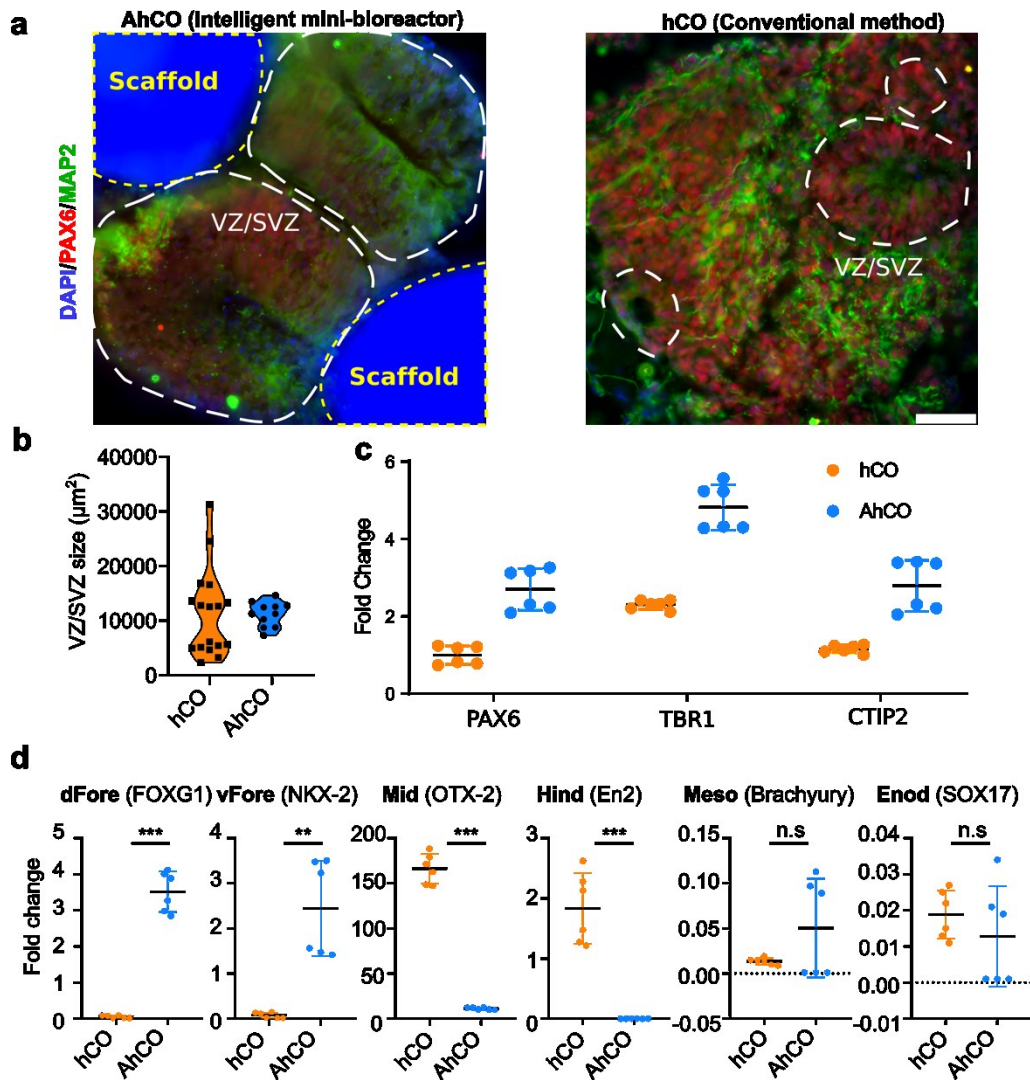 a
AhCO (Intelligent mini-bioreactor)
hCO (Conventional method)
DAPI/PAX6/MAP2
Scaffold
VZ/SVZ
Scaffold
VZ/SVZ
b
VZ/SVZ size (μm²)
40000
30000
20000
10000
0
hCO
AhCO
c
Fold Change
6
4
2
0
hCO
AhCO
PAX6
TBR1
CTIP2
d
dFore (FOXG1)
Fold change
5
4
3
2
1
0
***
hCO
AhCO
vFore (NKX-2)
4
3
2
1
0
**
hCO
AhCO
Mid (OTX-2)
200
150
100
50
0
***
hCO
AhCO
Hind (En2)
3
2
1
0
***
hCO
AhCO
Meso (Brachyury)
0.15
0.10
0.05
0.00
-0.05
n.s
hCO
AhCO
Enod (SOX17)
0.04
0.03
0.02
0.01
0.00
-0.01
n.s
hCO
AhCO